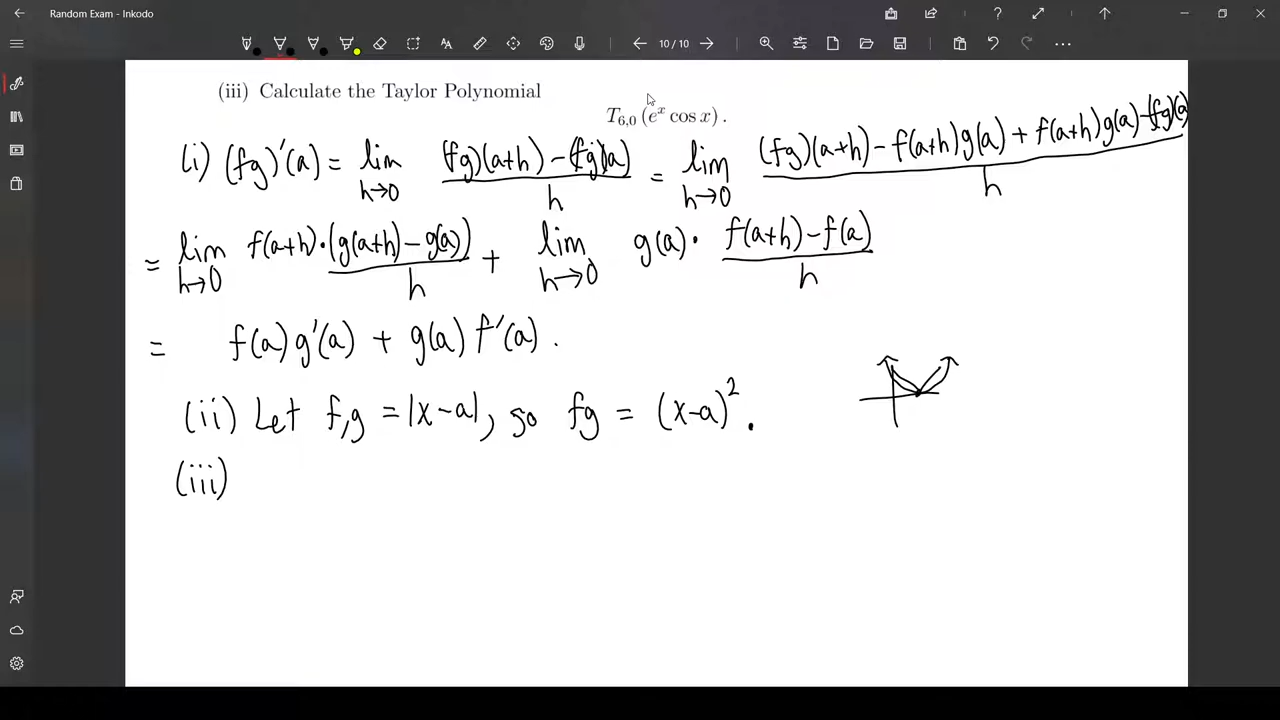 Random Exam - Inkodo
10 / 10
(iii) Calculate the Taylor Polynomial
T₆,₀ (eˣ cos x) .
(i) (fg)'(a) = lim h→0 (fg)(a+h) – (fg)(a) / h = lim h→0 (fg)(a+h) – f(a+h)g(a) + f(a+h)g(a) – (fg)(a) / h
= lim h→0 f(a+h)·(g(a+h) – g(a)) / h + lim h→0 g(a)· f(a+h) – f(a) / h
= f(a)g'(a) + g(a)f'(a) .
(ii) Let f,g = |x-a|, so fg = (x-a)² .
(iii)